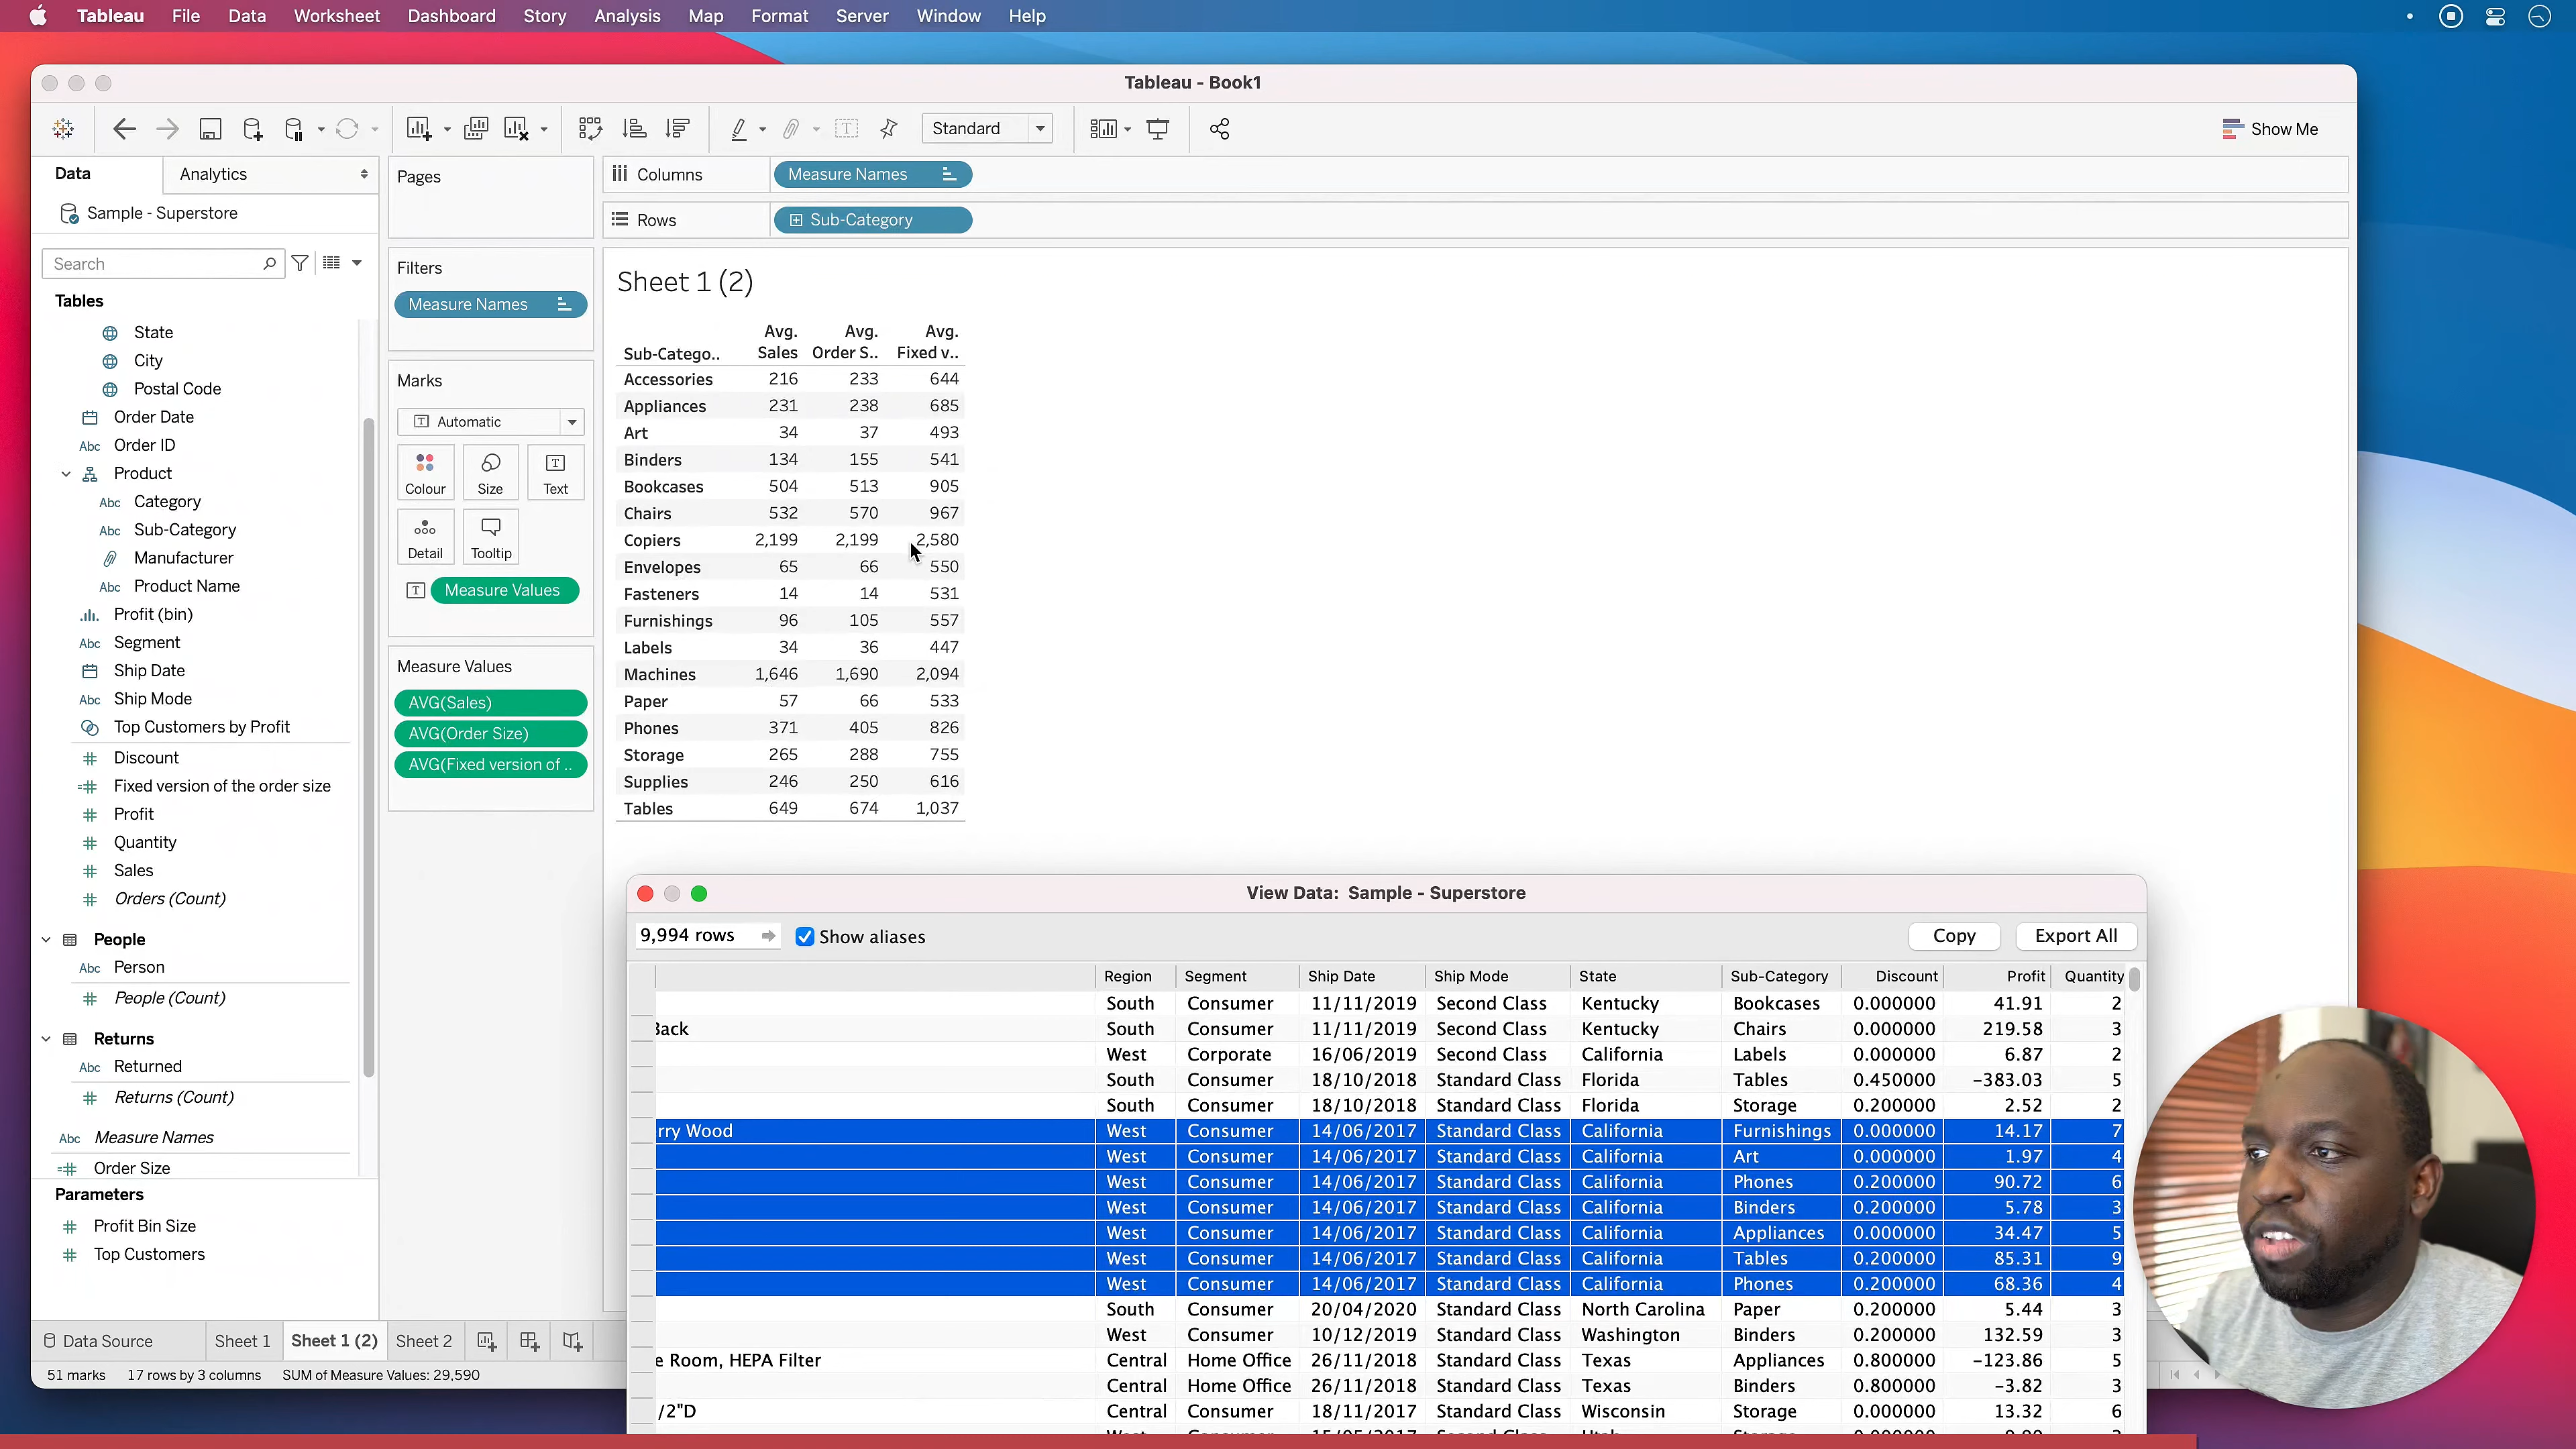 Tableau File Data Worksheet Dashboard Story Analysis Map Format Server Window Help
Tableau - Book1
Standard
Show Me
Data Analytics
Sample - Superstore
Search
Tables
State
City
Postal Code
Order Date
Abc Order ID
Product
Abc Category
Abc Sub-Category
Manufacturer
Abc Product Name
Profit (bin)
Abc Segment
Ship Date
Abc Ship Mode
Top Customers by Profit
Discount
Fixed version of the order size
Profit
Quantity
Sales
Orders (Count)
People
Abc Person
People (Count)
Returns
Abc Returned
Returns (Count)
Abc Measure Names
Order Size
Parameters
Profit Bin Size
Top Customers
Pages
Filters
Measure Names
Marks
Automatic
Colour Size Text
Detail Tooltip
Measure Values
Measure Values
AVG(Sales)
AVG(Order Size)
AVG(Fixed version of ..
Columns Measure Names
Rows Sub-Category
Sheet 1 (2)
Avg. Avg. Avg.
Sub-Catego.. Sales Order S.. Fixed v..
Accessories 216 233 644
Appliances 231 238 685
Art 34 37 493
Binders 134 155 541
Bookcases 504 513 905
Chairs 532 570 967
Copiers 2,199 2,199 2,580
Envelopes 65 66 550
Fasteners 14 14 531
Furnishings 96 105 557
Labels 34 36 447
Machines 1,646 1,690 2,094
Paper 57 66 533
Phones 371 405 826
Storage 265 288 755
Supplies 246 250 616
Tables 649 674 1,037
View Data: Sample - Superstore
9,994 rows Show aliases Copy Export All
Region Segment Ship Date Ship Mode State Sub-Category Discount Profit Quantity
South Consumer 11/11/2019 Second Class Kentucky Bookcases 0.000000 41.91 2
Back South Consumer 11/11/2019 Second Class Kentucky Chairs 0.000000 219.58 3
West Corporate 16/06/2019 Second Class California Labels 0.000000 6.87 2
South Consumer 18/10/2018 Standard Class Florida Tables 0.450000 -383.03 5
South Consumer 18/10/2018 Standard Class Florida Storage 0.200000 2.52 2
rry Wood West Consumer 14/06/2017 Standard Class California Furnishings 0.000000 14.17 7
West Consumer 14/06/2017 Standard Class California Art 0.000000 1.97 4
West Consumer 14/06/2017 Standard Class California Phones 0.200000 90.72 6
West Consumer 14/06/2017 Standard Class California Binders 0.200000 5.78 3
West Consumer 14/06/2017 Standard Class California Appliances 0.000000 34.47 5
West Consumer 14/06/2017 Standard Class California Tables 0.200000 85.31 9
West Consumer 14/06/2017 Standard Class California Phones 0.200000 68.36 4
South Consumer 20/04/2020 Standard Class North Carolina Paper 0.200000 5.44 3
West Consumer 10/12/2019 Standard Class Washington Binders 0.200000 132.59 3
e Room, HEPA Filter Central Home Office 26/11/2018 Standard Class Texas Appliances 0.800000 -123.86 5
Central Home Office 26/11/2018 Standard Class Texas Binders 0.800000 -3.82 3
/2"D Central Consumer 18/11/2017 Standard Class Wisconsin Storage 0.000000 13.32 6
Data Source Sheet 1 Sheet 1 (2) Sheet 2
51 marks 17 rows by 3 columns SUM of Measure Values: 29,590